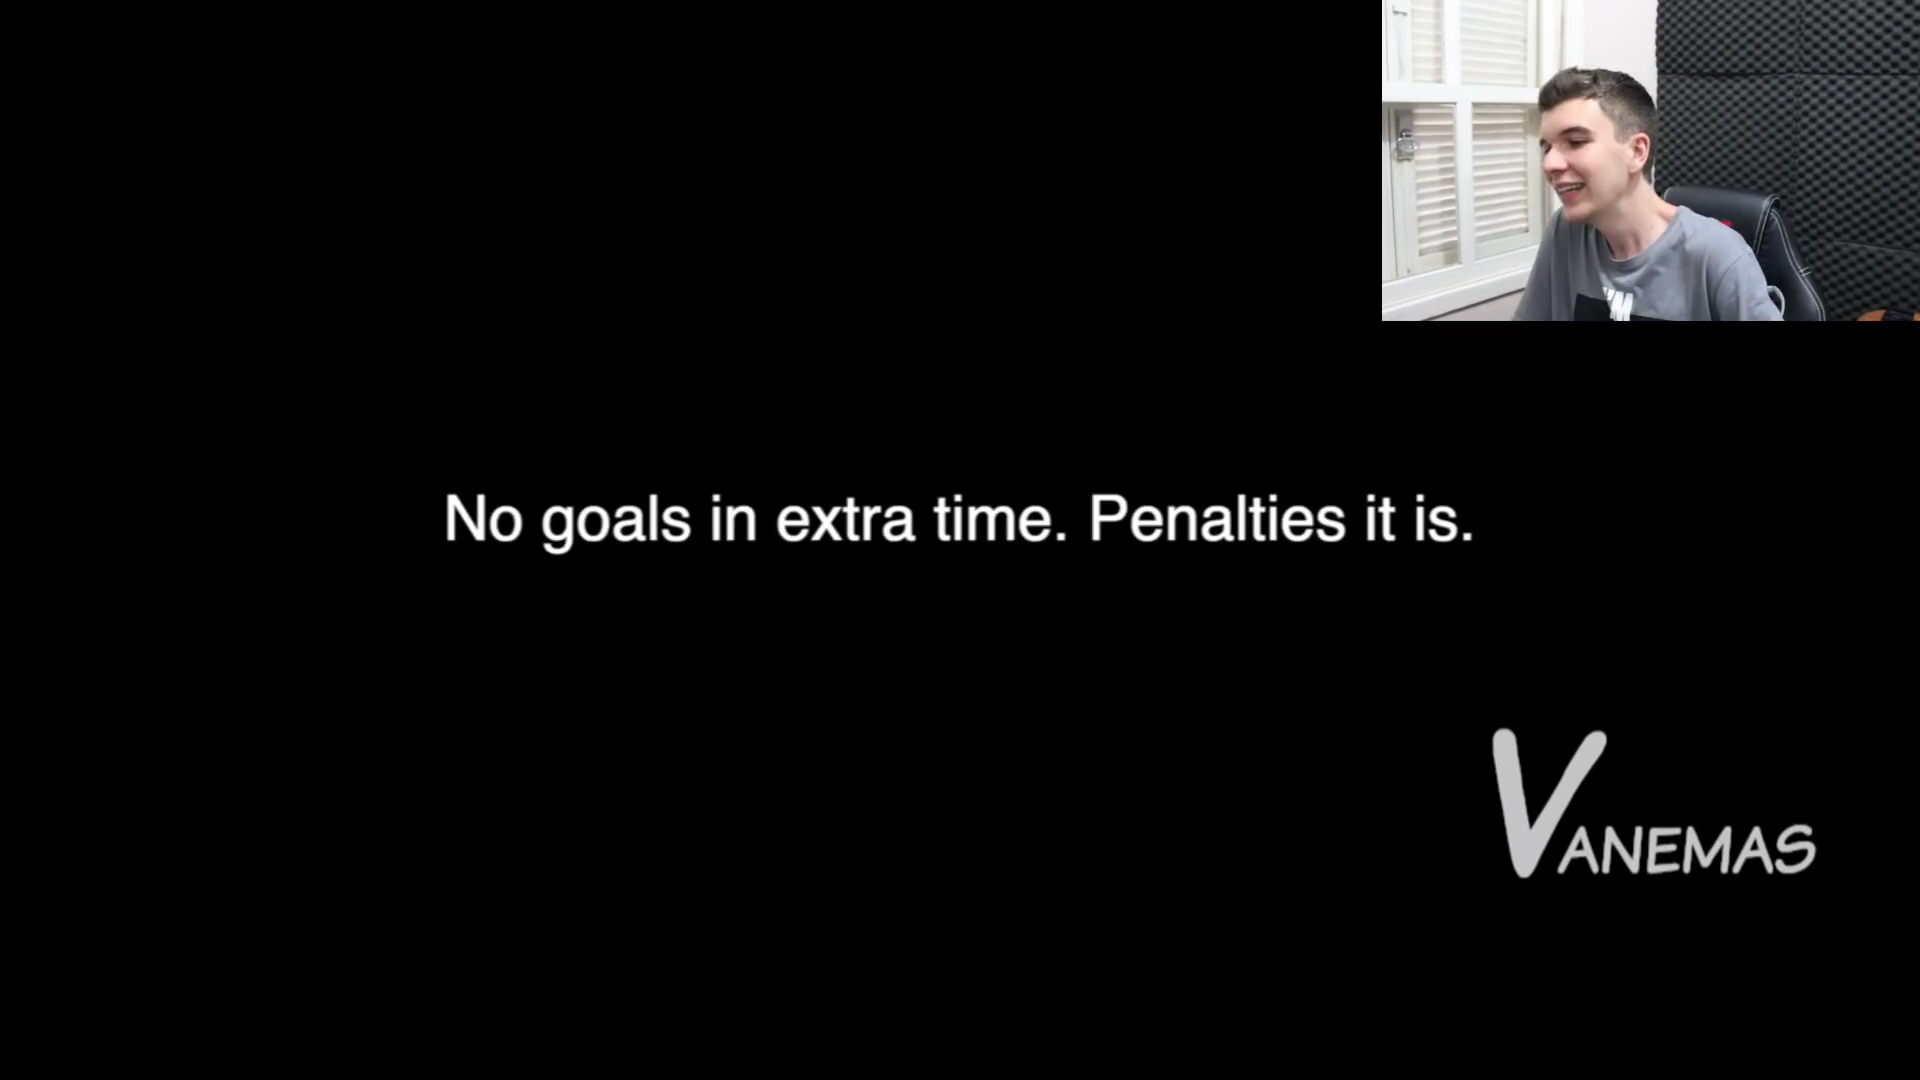 No goals in extra time. Penalties it is.
VANEMAS